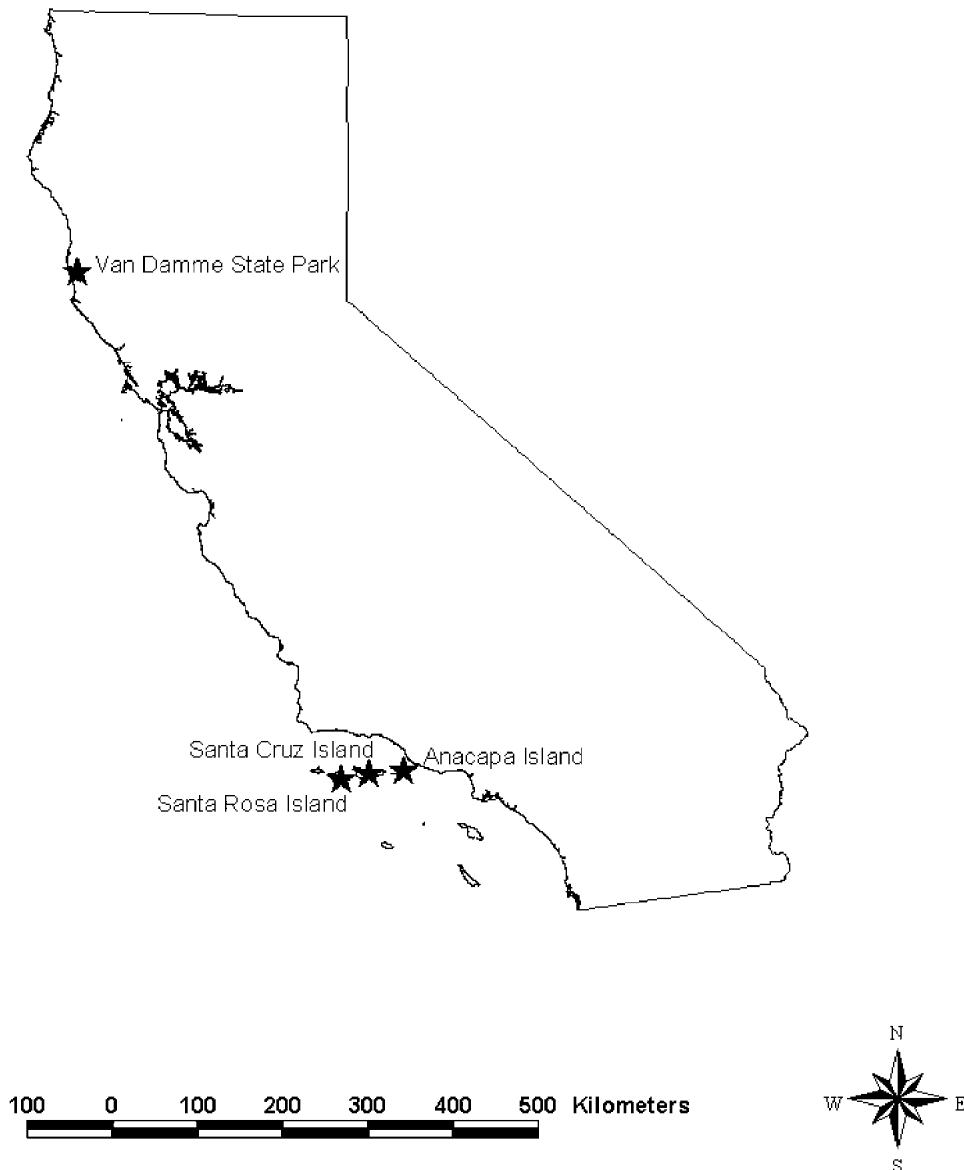 Van Damme State Park
Santa Cruz Island
Anacapa Island
Santa Rosa Island
N
W E
S
100 0 100 200 300 400 500 Kilometers